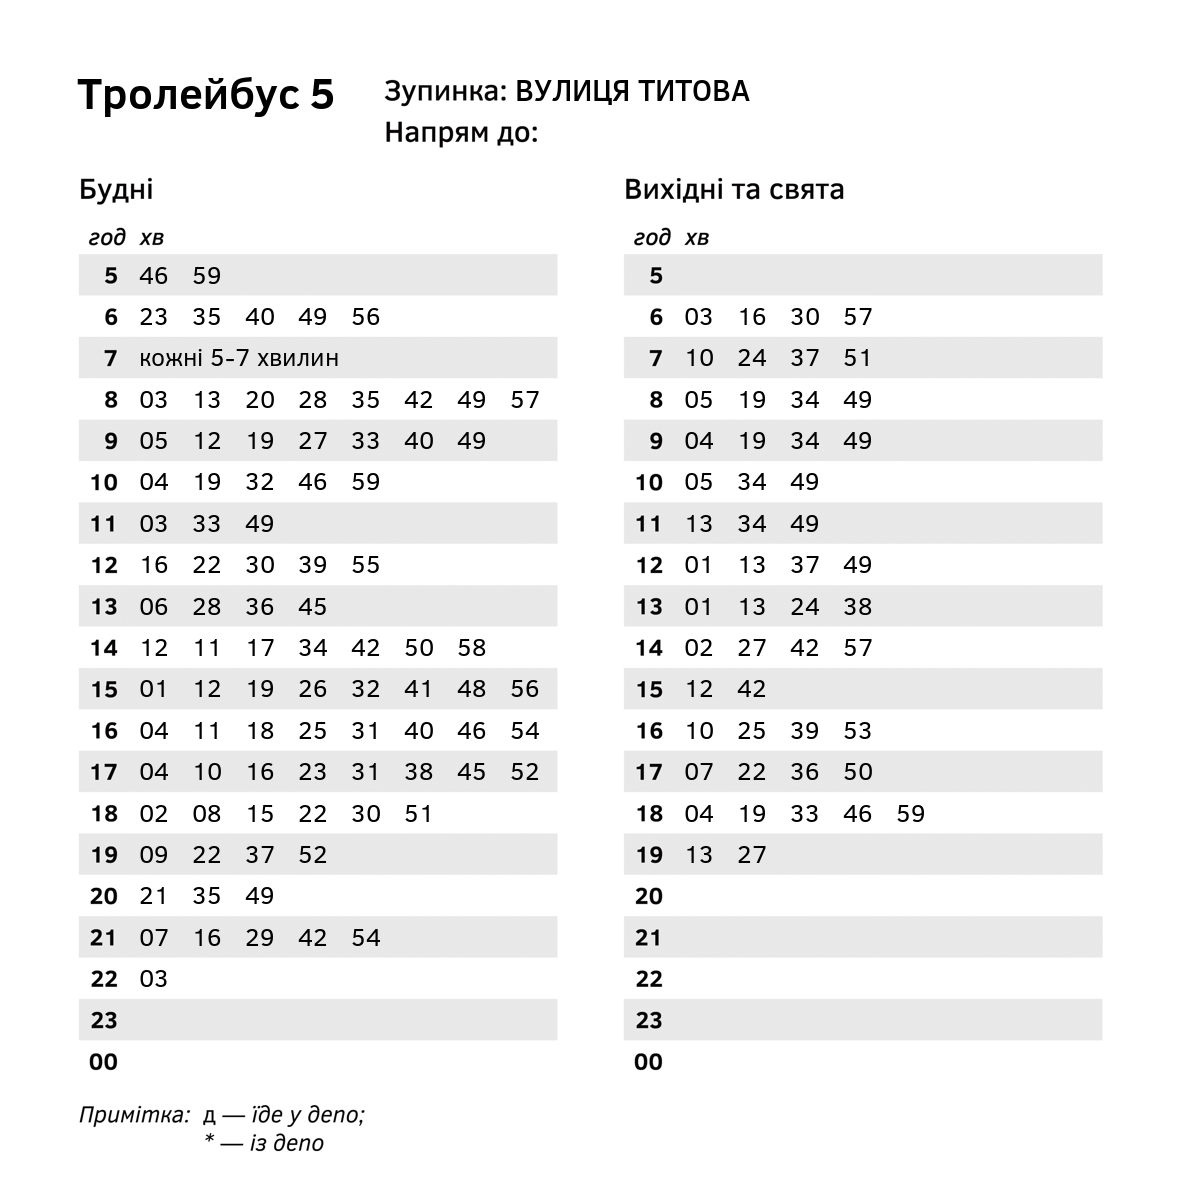 Тролейбус 5
Зупинка: ВУЛИЦЯ ТИТОВА
Напрям до:
Будні
год хв
5 46 59
6 23 35 40 49 56
7 кожні 5-7 хвилин
8 03 13 20 28 35 42 49 57
9 05 12 19 27 33 40 49
10 04 19 32 46 59
11 03 33 49
12 16 22 30 39 55
13 06 28 36 45
14 12 11 17 34 42 50 58
15 01 12 19 26 32 41 48 56
16 04 11 18 25 31 40 46 54
17 04 10 16 23 31 38 45 52
18 02 08 15 22 30 51
19 09 22 37 52
20 21 35 49
21 07 16 29 42 54
22 03
23
00
Вихідні та свята
год хв
5
6 03 16 30 57
7 10 24 37 51
8 05 19 34 49
9 04 19 34 49
10 05 34 49
11 13 34 49
12 01 13 37 49
13 01 13 24 38
14 02 27 42 57
15 12 42
16 10 25 39 53
17 07 22 36 50
18 04 19 33 46 59
19 13 27
20
21
22
23
00
Примітка: д — їде у депо;
* — із депо